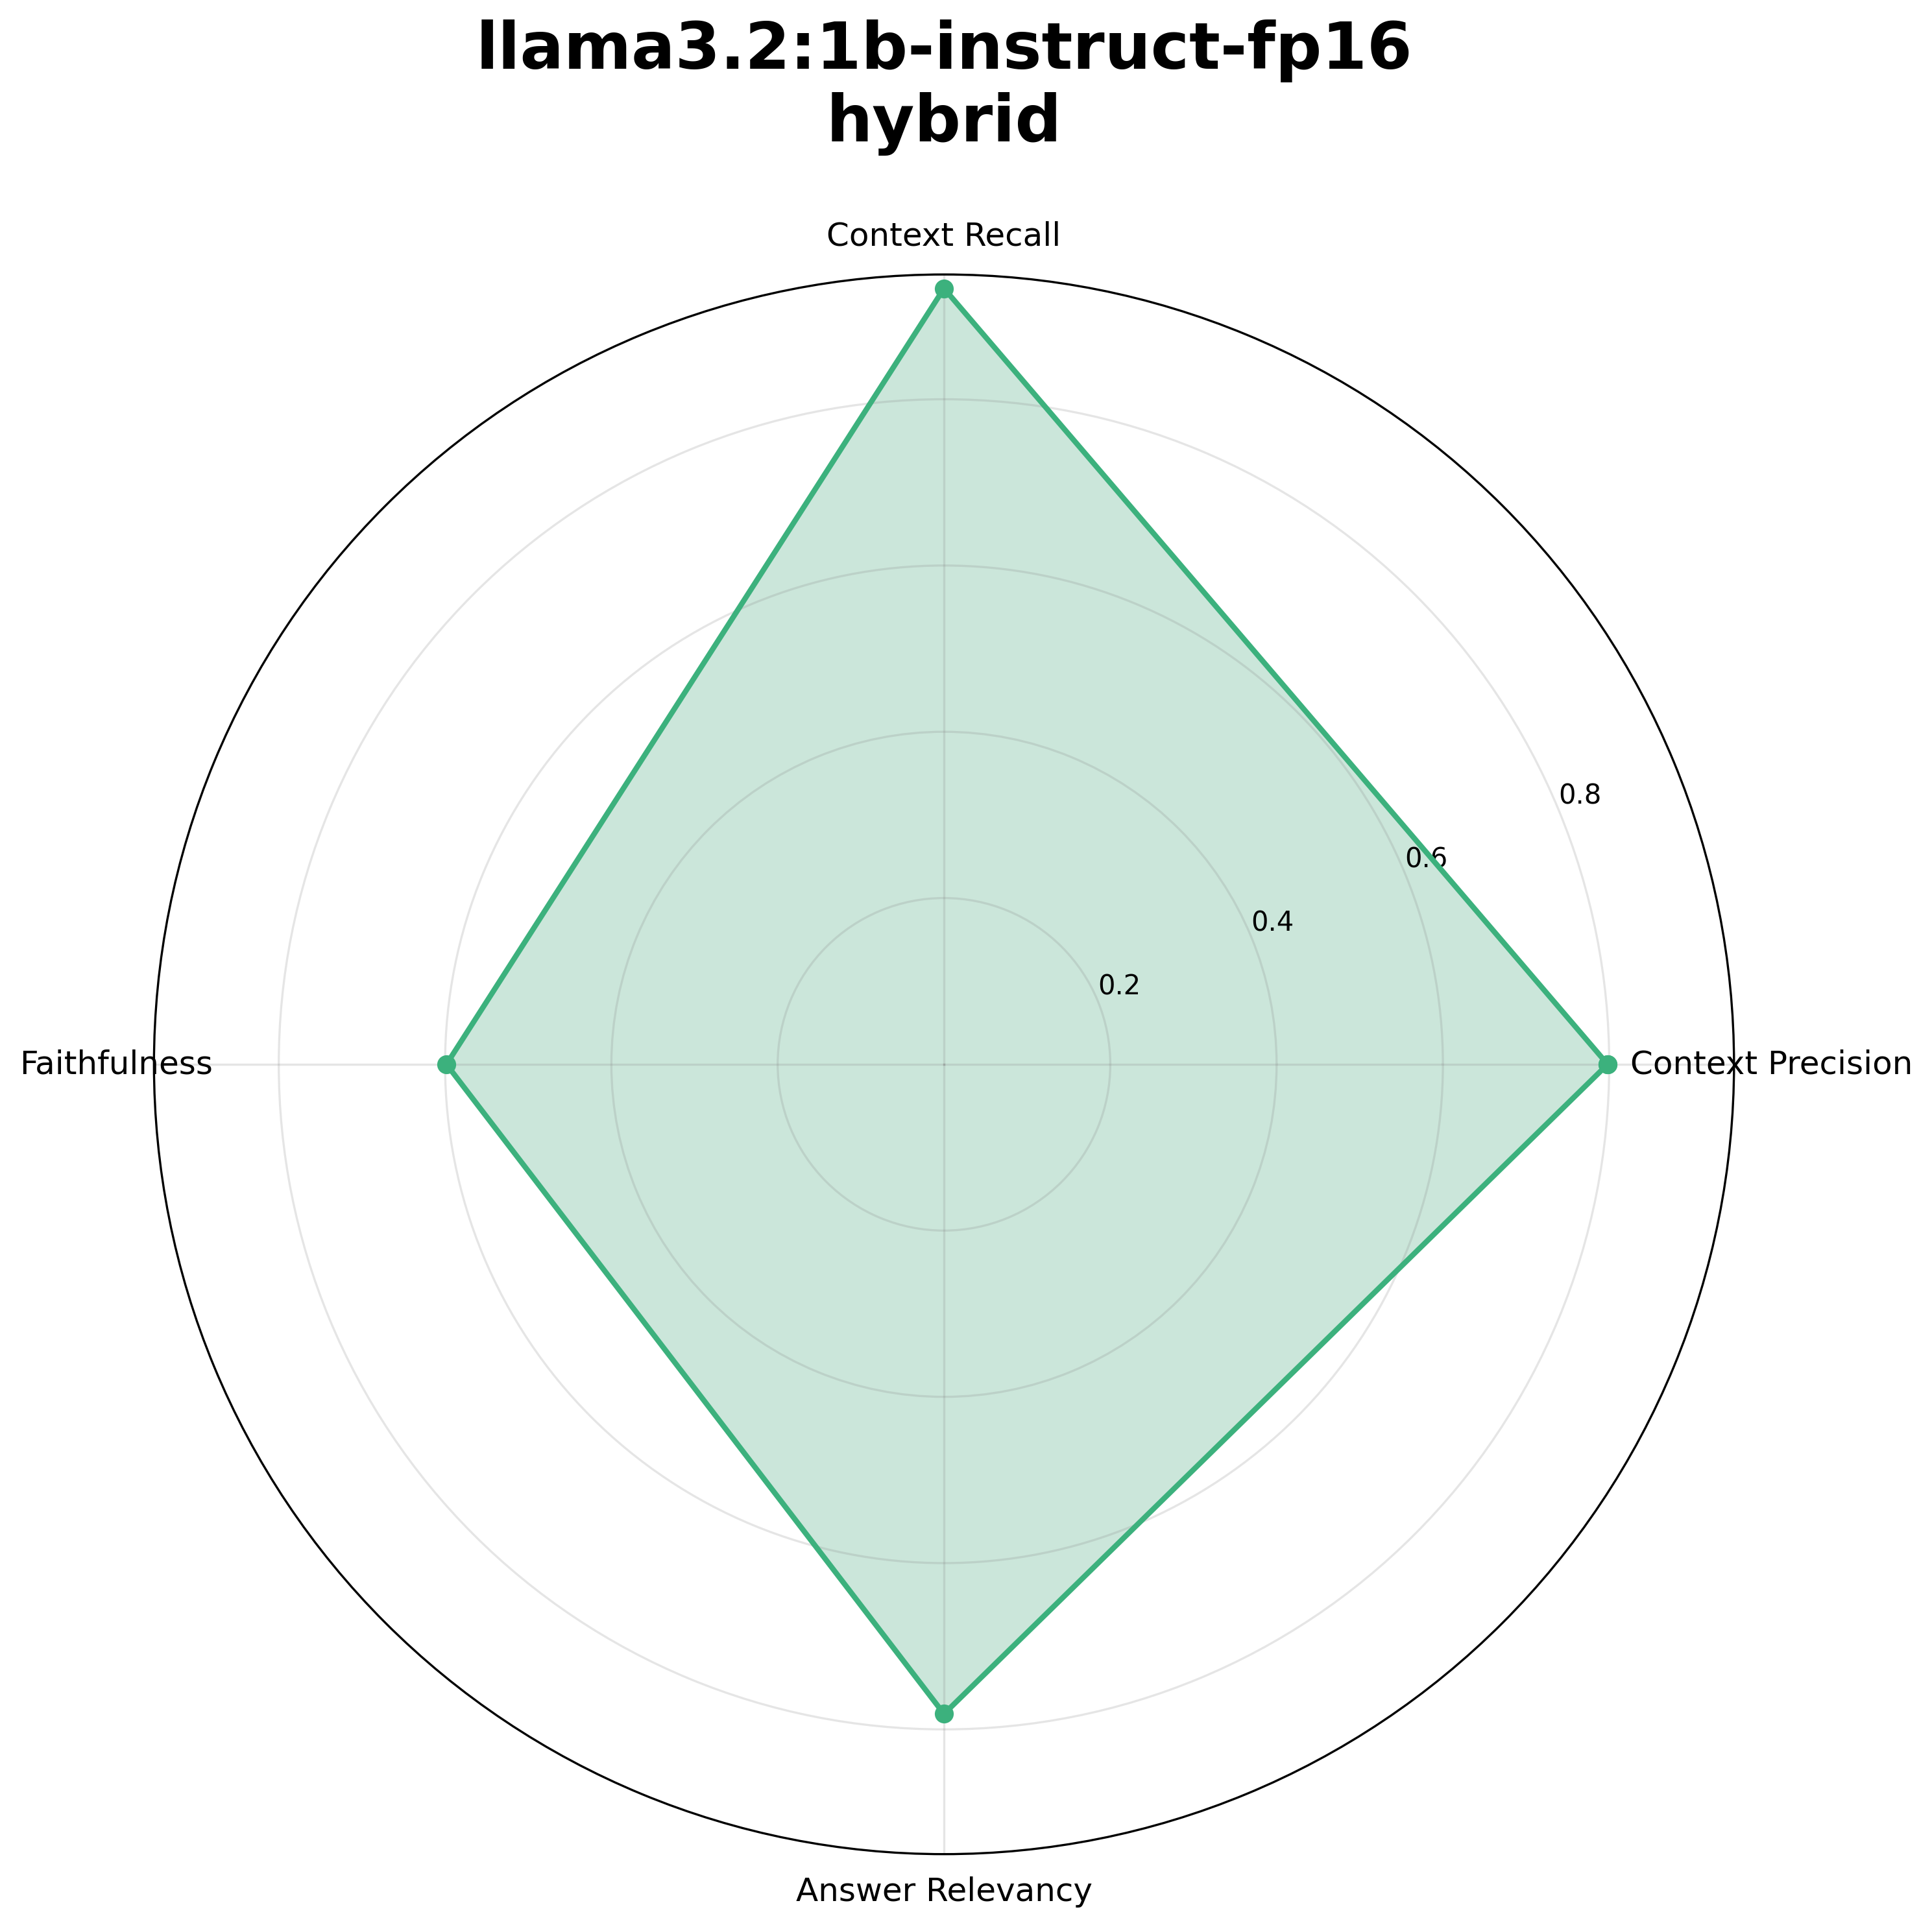 llama3.2:1b-instruct-fp16
hybrid
Context Recall
0.8
0.6
0.4
0.2
Faithfulness
Context Precision
Answer Relevancy